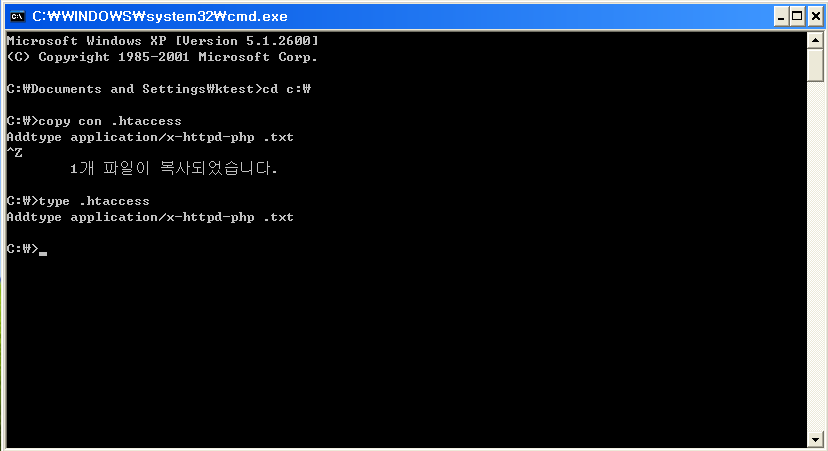 C:₩WINDOWS₩system32₩cmd.exe
Microsoft Windows XP [Version 5.1.2600]
(C) Copyright 1985-2001 Microsoft Corp.
C:₩Documents and Settings₩ktest>cd c:₩
C:₩>copy con .htaccess
Addtype application/x-httpd-php .txt
^Z
1개 파일이 복사되었습니다.
C:₩>type .htaccess
Addtype application/x-httpd-php .txt
C:₩>